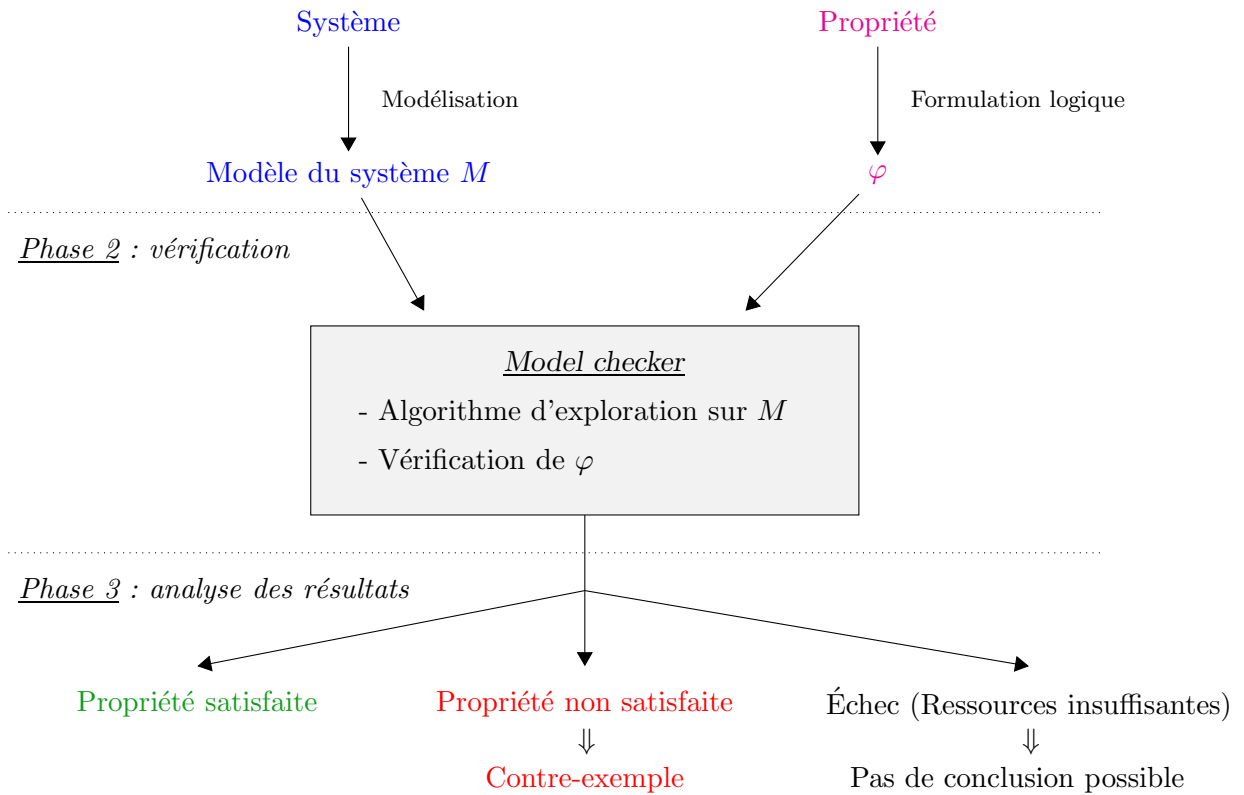 Système
Propriété
Modélisation
Formulation logique
Modèle du système M
φ
Phase 2 : vérification
Model checker
- Algorithme d'exploration sur M
- Vérification de φ
Phase 3 : analyse des résultats
Propriété satisfaite
Propriété non satisfaite
Échec (Ressources insuffisantes)
⇓
⇓
Contre-exemple
Pas de conclusion possible